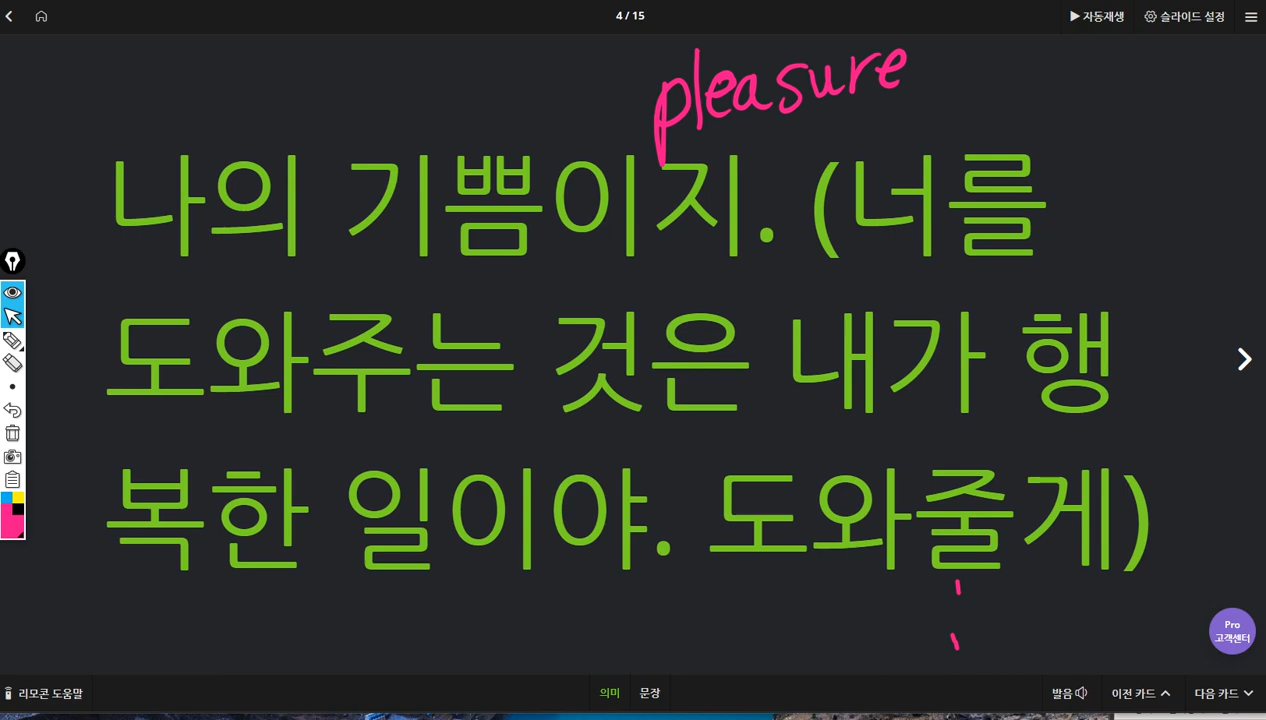 4 / 15
자동재생
슬라이드 설정
pleasure
나의 기쁨이지. (너를
도와주는 것은 내가 행
복한 일이야. 도와줄게)
Pro
고객센터
리모콘 도움말
의미
문장
발음
이전 카드
다음 카드